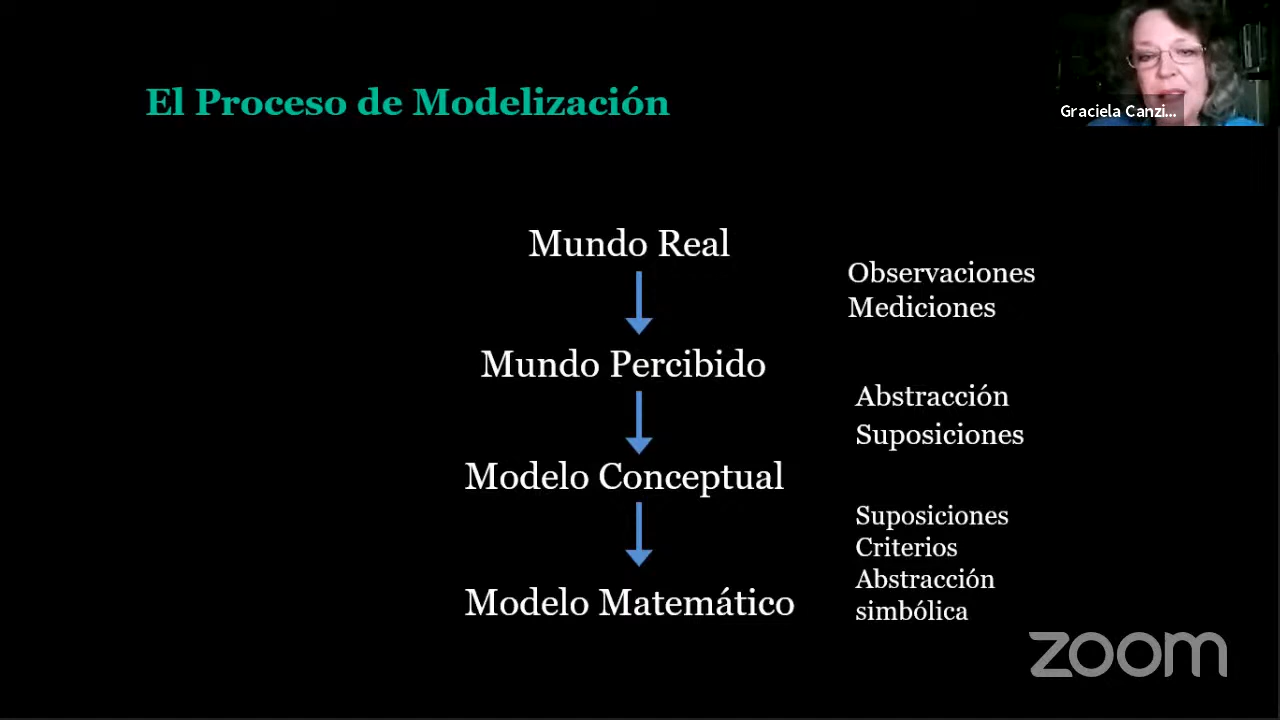 El Proceso de Modelización
Graciela Canzi...
Mundo Real
Observaciones
Mediciones
Mundo Percibido
Abstracción
Suposiciones
Modelo Conceptual
Suposiciones
Criterios
Abstracción
simbólica
Modelo Matemático
zoom